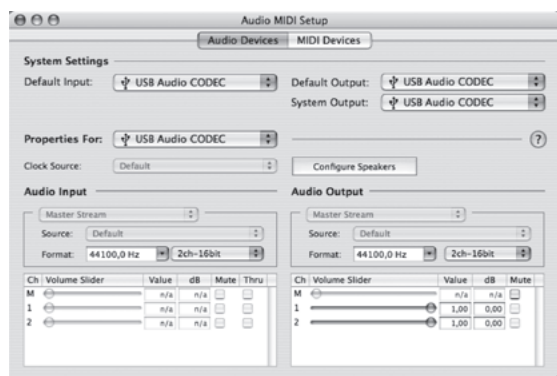 Audio MIDI Setup
Audio Devices MIDI Devices
System Settings
Default Input: USB Audio CODEC
Default Output: USB Audio CODEC
System Output: USB Audio CODEC
Properties For: USB Audio CODEC ?
Clock Source: Default
Configure Speakers
Audio Input
Master Stream
Source: Default
Format: 44100,0 Hz 2ch-16bit
Ch Volume Slider Value dB Mute Thru
M n/a n/a
1 n/a n/a
2 n/a n/a
Audio Output
Master Stream
Source: Default
Format: 44100,0 Hz 2ch-16bit
Ch Volume Slider Value dB Mute
M n/a n/a
1 1,00 0,00
2 1,00 0,00